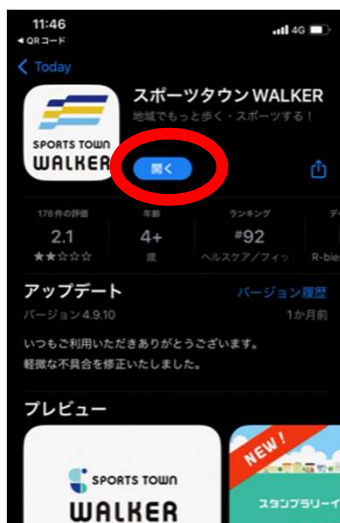 11:46
4G
◀ QRコード
Today
スポーツタウン WALKER
地域でもっと歩く・スポーツする！
SPORTS TOWN
WALKER
開く
178件の評価
年齢
ランキング
2.1
4+
#92
★★☆☆☆
歳
ヘルスケア/フィッ
R-bies
アップデート
バージョン履歴
バージョン 4.9.10
1か月前
いつもご利用いただきありがとうございます。
軽微な不具合を修正いたしました。
プレビュー
SPORTS TOWN
WALKER
NEW!
スタンプラリーイ